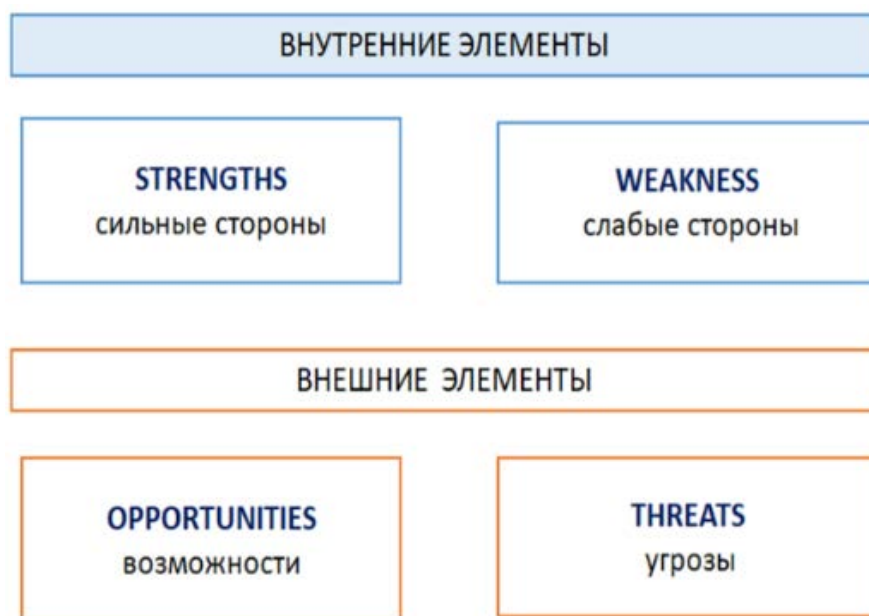 ВНУТРЕННИЕ ЭЛЕМЕНТЫ
STRENGTHS
сильные стороны
WEAKNESS
слабые стороны
ВНЕШНИЕ ЭЛЕМЕНТЫ
OPPORTUNITIES
возможности
THREATS
угрозы